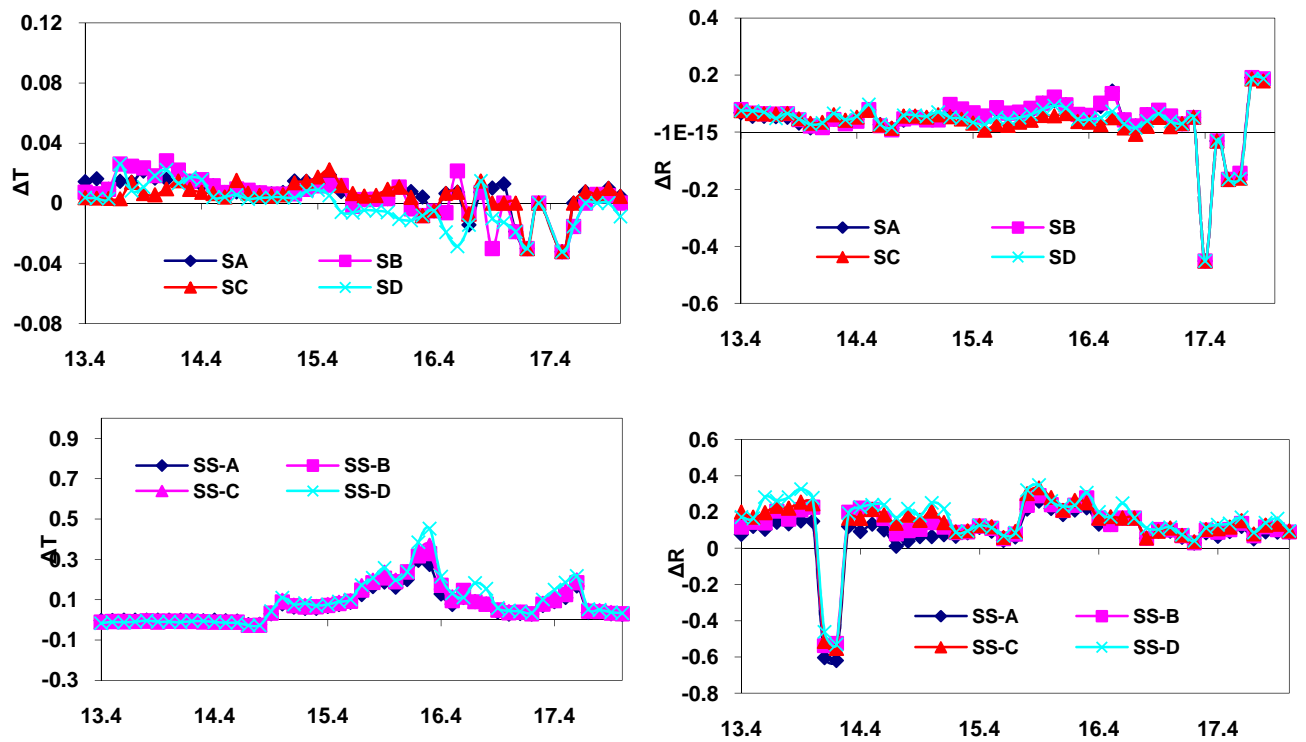 0.12
0.08
0.04
0
-0.04
-0.08
ΔT
SA SB
SC SD
13.4 14.4 15.4 16.4 17.4
0.4
0.2
-1E-15
-0.2
-0.4
-0.6
ΔR
SA SB
SC SD
13.4 14.4 15.4 16.4 17.4
0.9
0.7
0.5
0.3
0.1
-0.1
-0.3
ΔT
SS-A SS-B
SS-C SS-D
13.4 14.4 15.4 16.4 17.4
0.6
0.4
0.2
0
-0.2
-0.4
-0.6
-0.8
ΔR
SS-A SS-B
SS-C SS-D
13.4 14.4 15.4 16.4 17.4